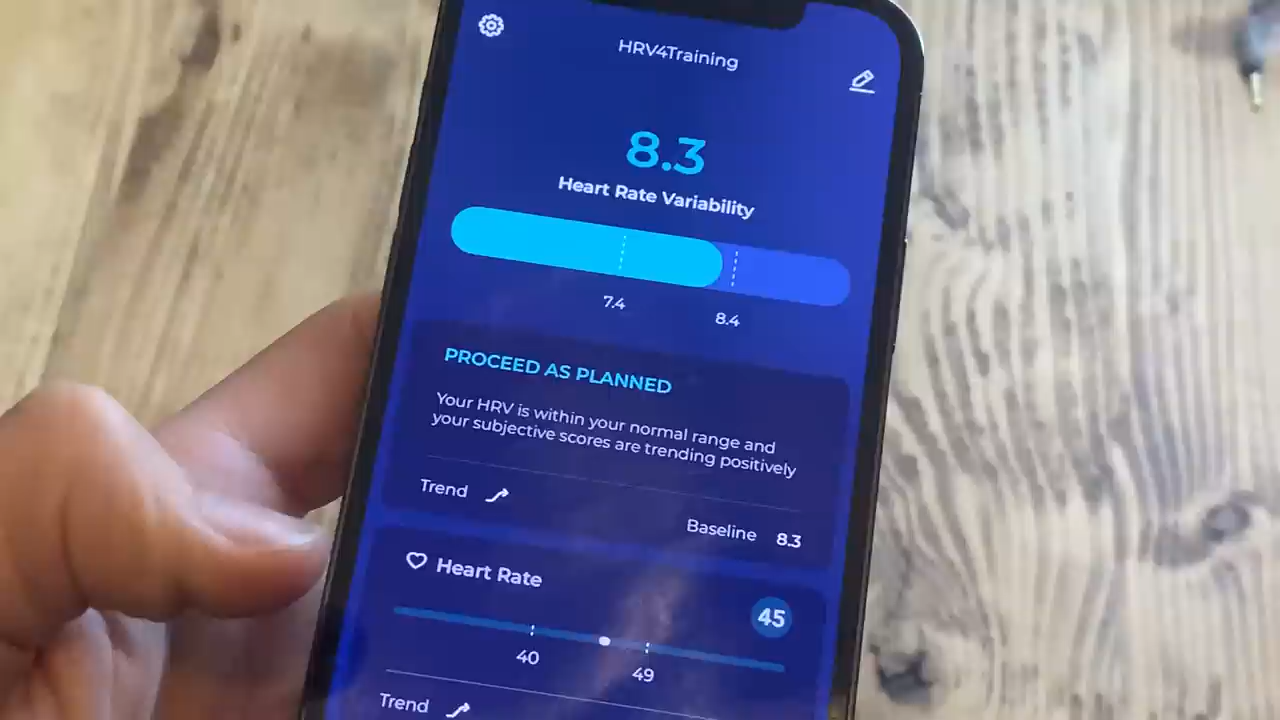 HRV4Training
8.3
Heart Rate Variability
7.4
8.4
PROCEED AS PLANNED
Your HRV is within your normal range and
your subjective scores are trending positively
Trend
Baseline 8.3
Heart Rate
45
40
49
Trend